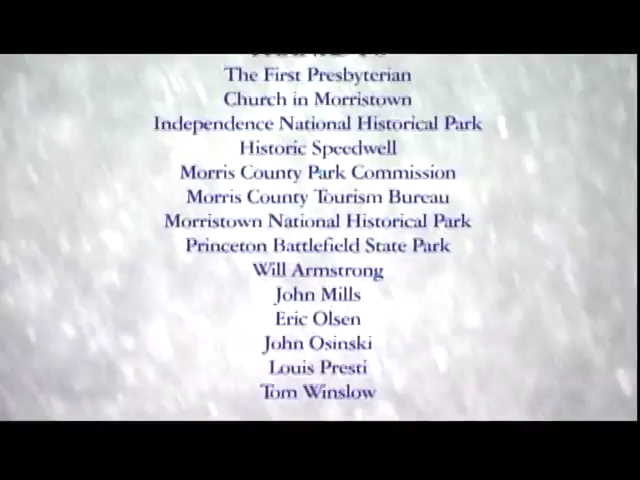 The First Presbyterian
Church in Morristown
Independence National Historical Park
Historic Speedwell
Morris County Park Commission
Morris County Tourism Bureau
Morristown National Historical Park
Princeton Battlefield State Park
Will Armstrong
John Mills
Eric Olsen
John Osinski
Louis Presti
Tom Winslow